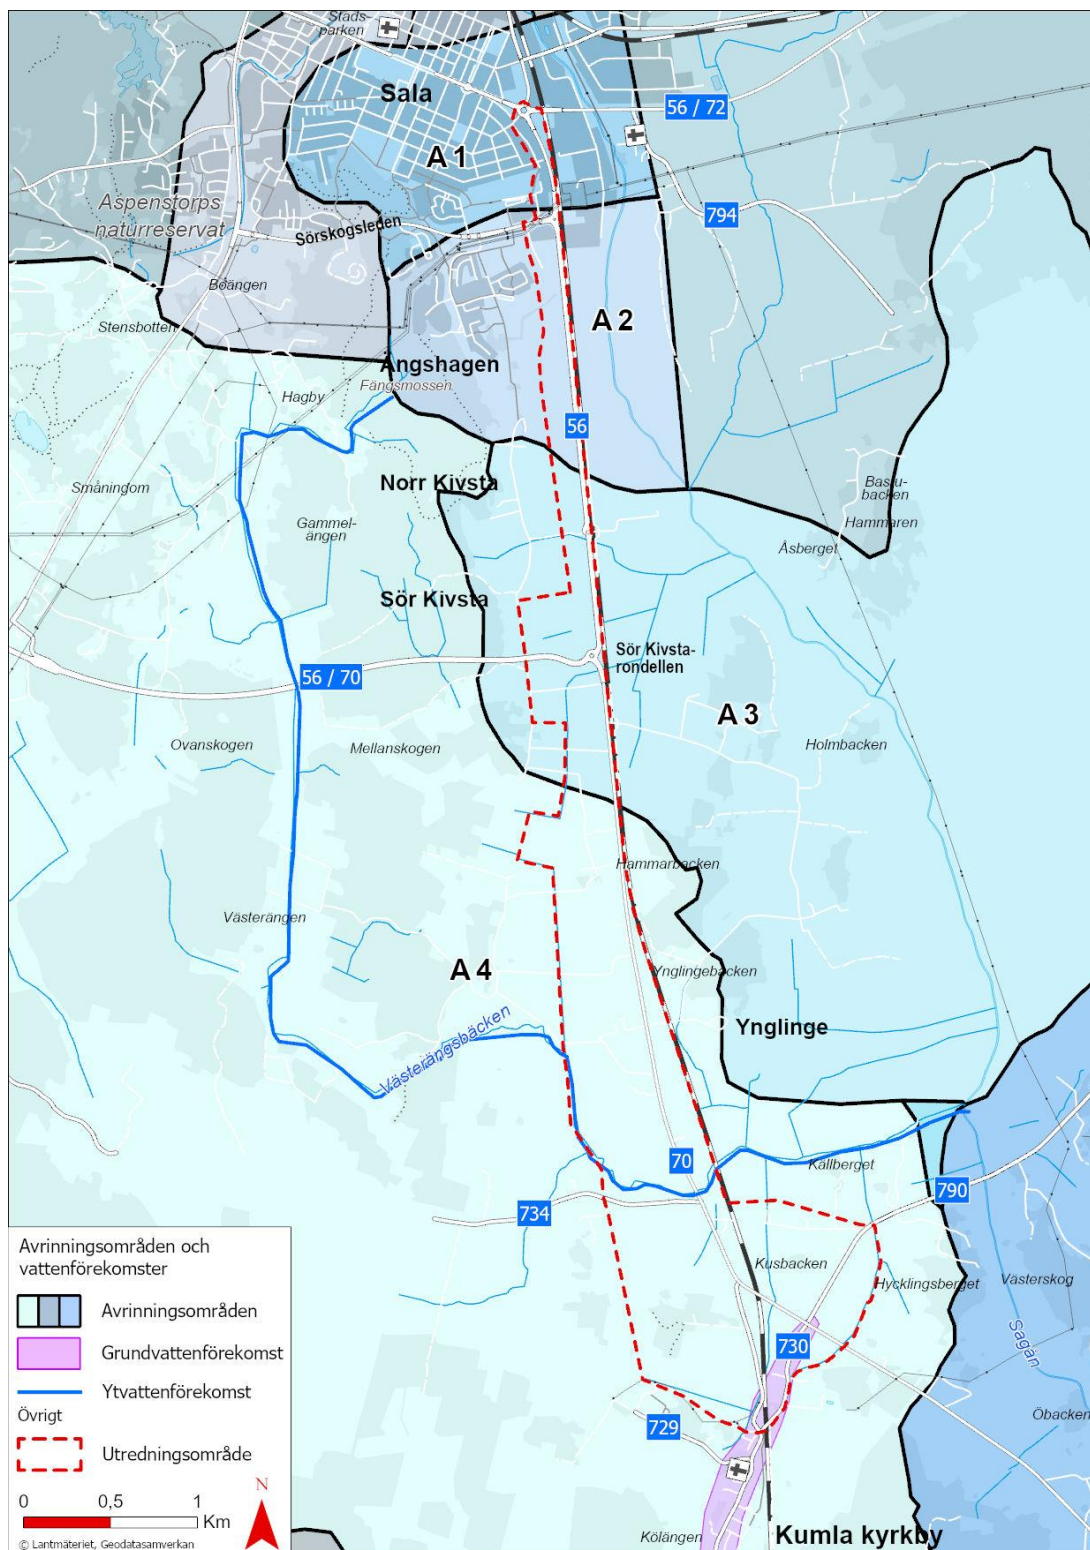 Stads-
parken
Sala
56 / 72
A 1
794
Aspenstorps
naturreservat
Sörskogsleden
Boängen
A 2
Stensbotten
Ängshagen
Fängsmossen
Hagby
56
Norr Kivsta
Småningom
Bastu-
backen
Gammel-
ängen
Hammaren
Åsberget
Sör Kivsta
Sör Kivsta-
rondellen
56 / 70
A 3
Ovanskogen
Mellanskogen
Holmbacken
Hammarbacken
Västerängen
A 4
Ynglingebacken
Ynglinge
Västerängsbäcken
70
Källberget
790
734
Kusbacken
Hycklingsberget
Västerskog
Sagån
730
729
Öbacken
Kumla kyrkby
Kölängen
Avrinningsområden och
vattenförekomster
Avrinningsområden
Grundvattenförekomst
Ytvattenförekomst
Övrigt
Utredningsområde
N
0 0,5 1
Km
© Lantmäteriet, Geodatasamverkan